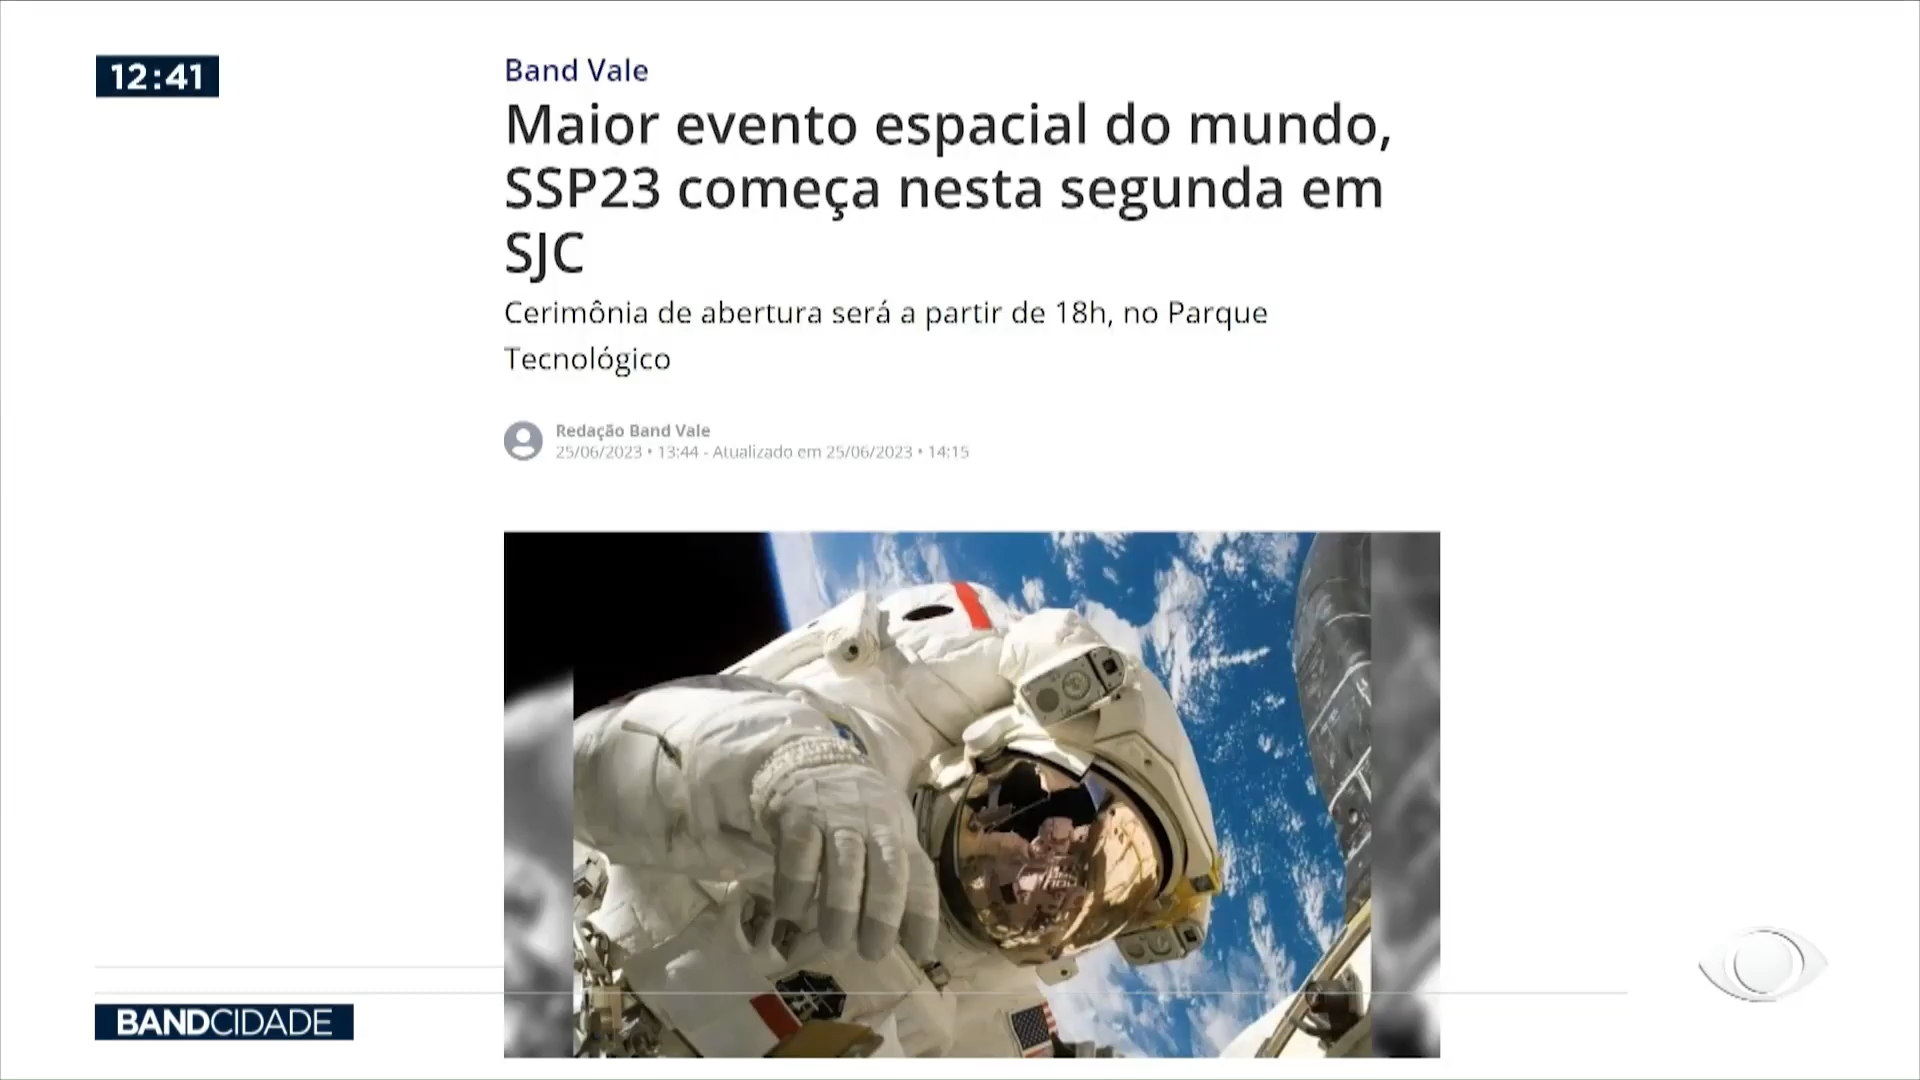 12:41
Band Vale
Maior evento espacial do mundo,
SSP23 começa nesta segunda em
SJC
Cerimônia de abertura será a partir de 18h, no Parque
Tecnológico
Redação Band Vale
25/06/2023 • 13:44 - Atualizado em 25/06/2023 • 14:15
BANDCIDADE